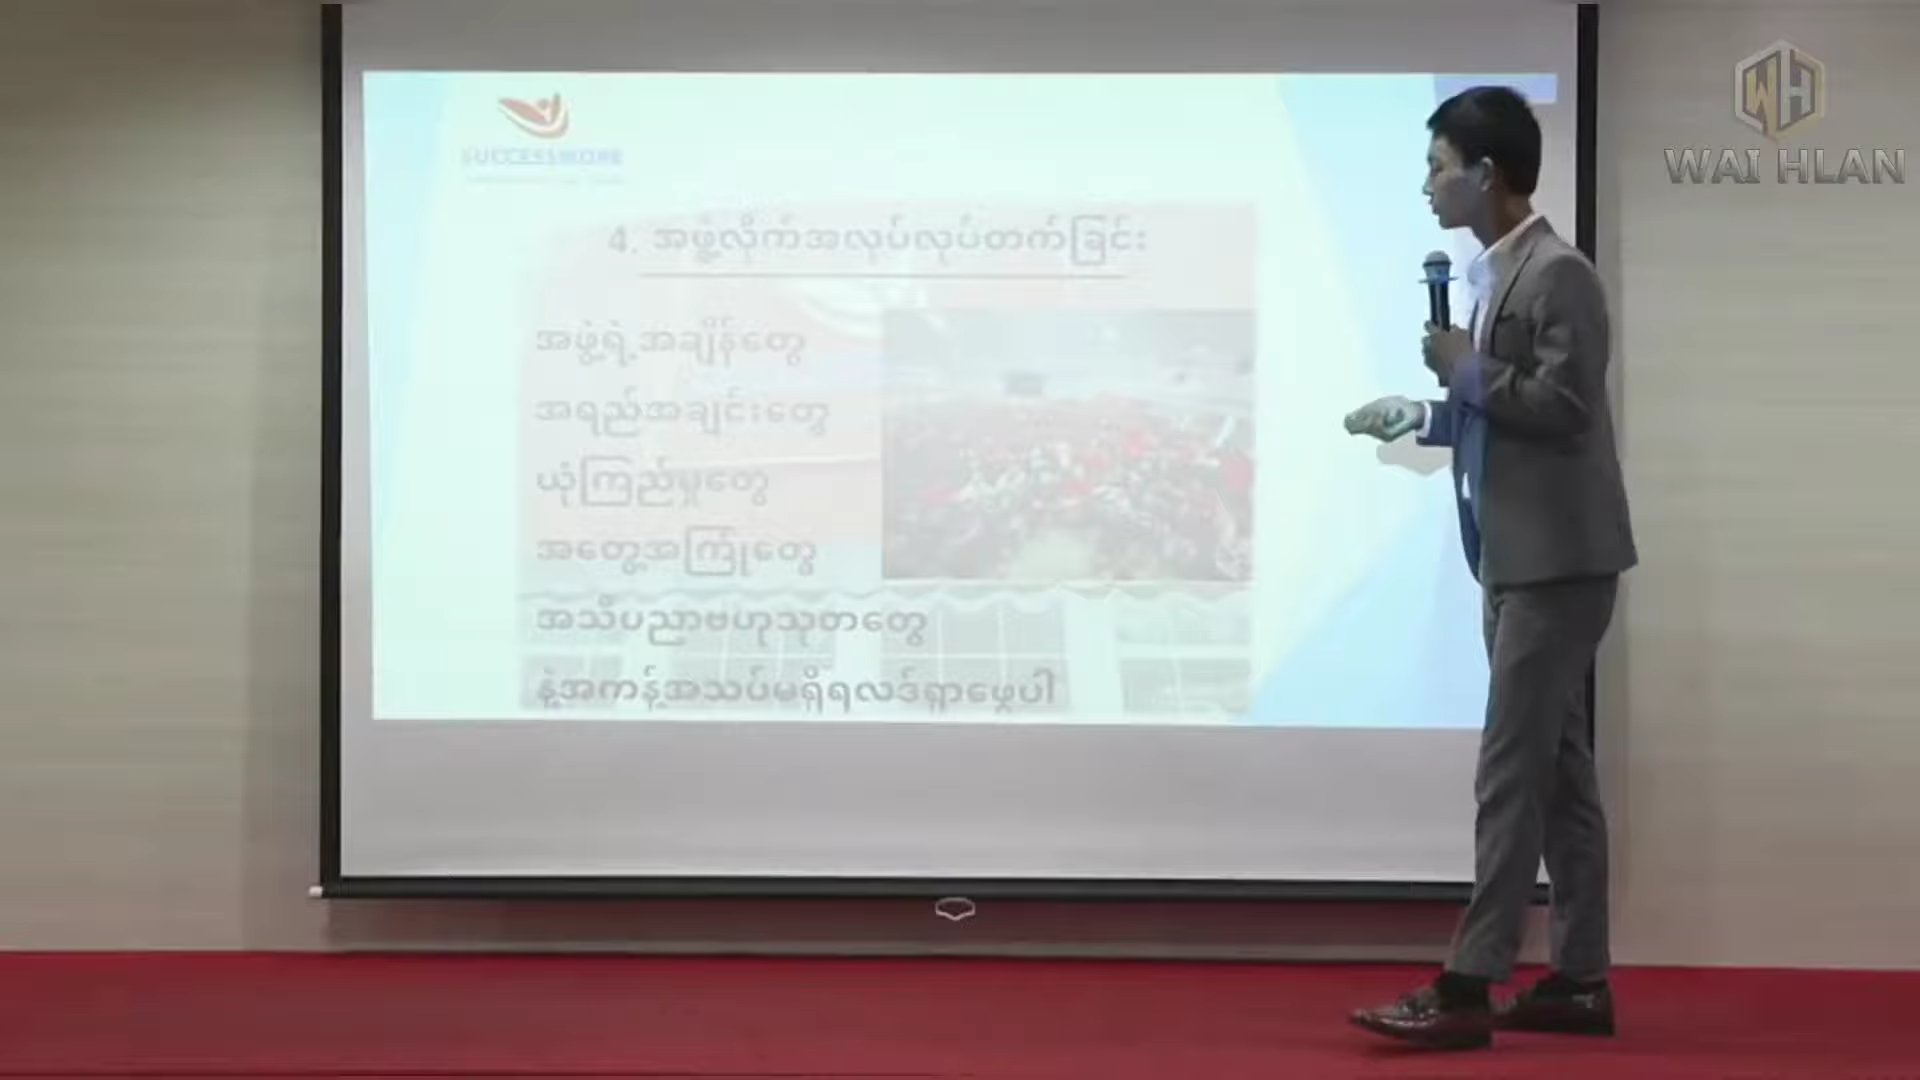 WH
WAI HLAN
SUCCESSMORE
4. အဖွဲ့လိုက်အလုပ်လုပ်တက်ခြင်း
အဖွဲ့ရဲ့အချိန်တွေ
အရည်အချင်းတွေ
ယုံကြည်မှုတွေ
အတွေ့အကြုံတွေ
အသိပညာဗဟုသုတတွေ
နဲ့အကန့်အသပ်မရှိရလဒ်ရှာဖွေပါ